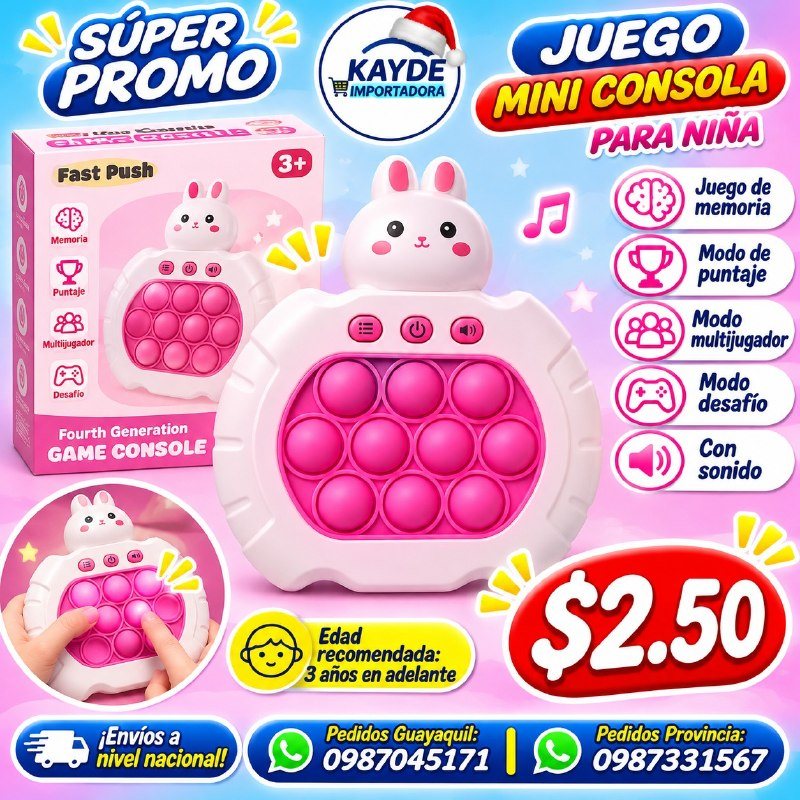 SÚPER
PROMO
KAYDE
IMPORTADORA
JUEGO
MINI CONSOLA
PARA NIÑA
Fast Push
3+
Memoria
Puntaje
Multijugador
Desafío
Fourth Generation
GAME CONSOLE
Juego de
memoria
Modo de
puntaje
Modo
multijugador
Modo
desafío
Con
sonido
Edad
recomendada:
3 años en adelante
$2.50
¡Envíos a
nivel nacional!
Pedidos Guayaquil:
0987045171
Pedidos Provincia:
0987331567